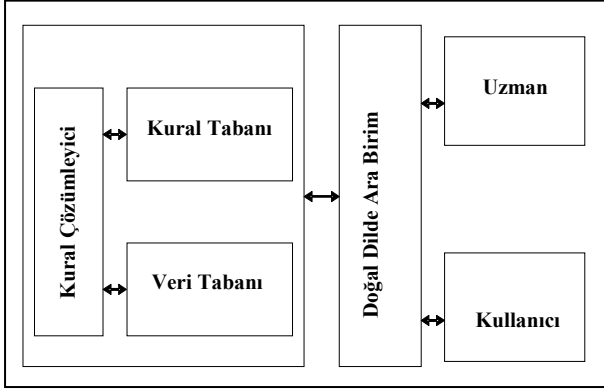 Kural Çözümleyici
Kural Tabanı
Veri Tabanı
Doğal Dilde Ara Birim
Uzman
Kullanıcı